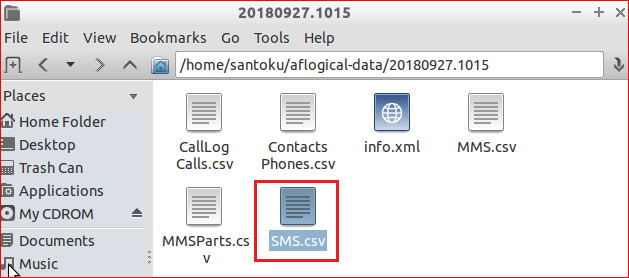 20180927.1015
File Edit View Bookmarks Go Tools Help
/home/santoku/aflogical-data/20180927.1015
Places
Home Folder
Desktop
Trash Can
Applications
My CDROM
Documents
Music
CallLog
Calls.csv
Contacts
Phones.csv
info.xml
MMS.csv
MMSParts.cs
v
SMS.csv